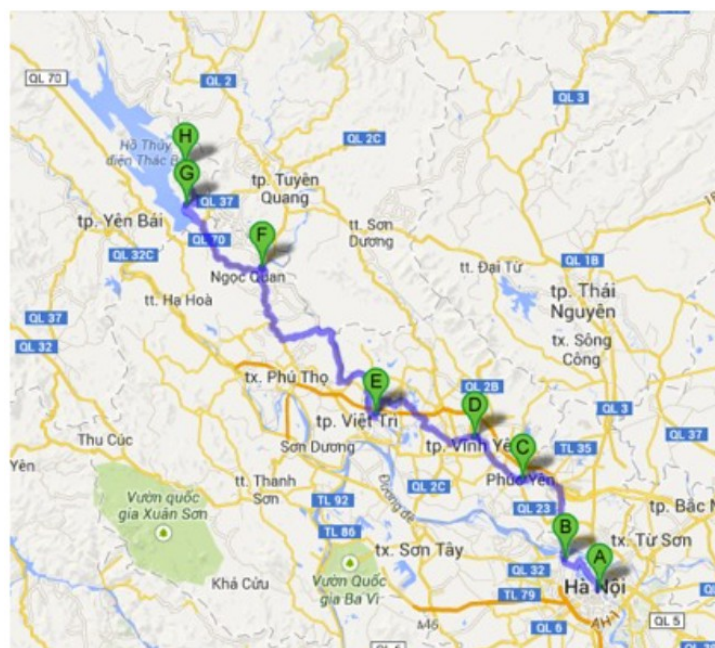 QL 70
QL 2
QL 3
Hồ Thủy
điện Thác B
H
G
QL 2C
QL 37
tp. Tuyên
Quang
tp. Yên Bái
F
QL 70
tt. Sơn
Dương
QL 32C
Ngọc Quan
tt. Đại Từ
QL 1B
tt. Hạ Hoà
tp. Thái
Nguyên
QL 37
tx. Sông
Công
QL 32
tx. Phú Thọ
E
QL 2B
D
QL 3
tp. Việt Trì
Thu Cúc
Sơn Dương
tp. Vĩnh Yê
C
TL 35
QL 37
Yên
tt. Thanh
Sơn
QL 2C
Phúc Yên
Vườn quốc
gia Xuân Sơn
TL 92
Đường đê
QL 23
tp. Bắc N
TL 86
B
tx. Từ Sơn
tx. Sơn Tây
A
Khả Cửu
Vườn Quốc
gia Ba Vì
QL 32
Hà Nội
TL 79
QL 6
AH-1
QL 5